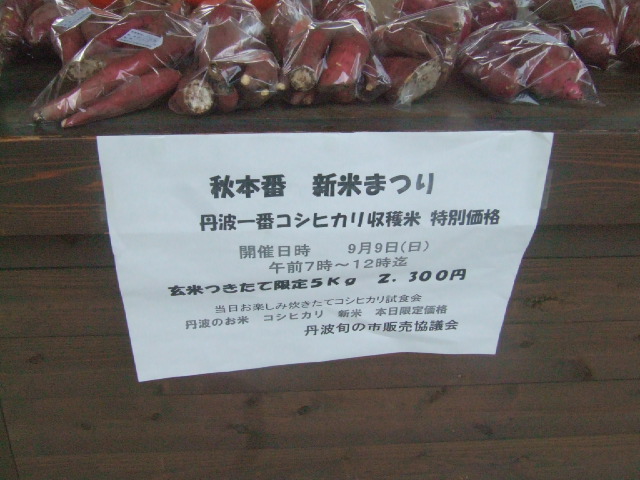 秋本番 新米まつり
丹波一番コシヒカリ収穫米 特別価格
開催日時 9月9日(日)
午前7時～12時迄
玄米つきたて限定5Kg 2.300円
当日お楽しみ炊きたてコシヒカリ試食会
丹波のお米 コシヒカリ 新米 本日限定価格
丹波旬の市販売協議会